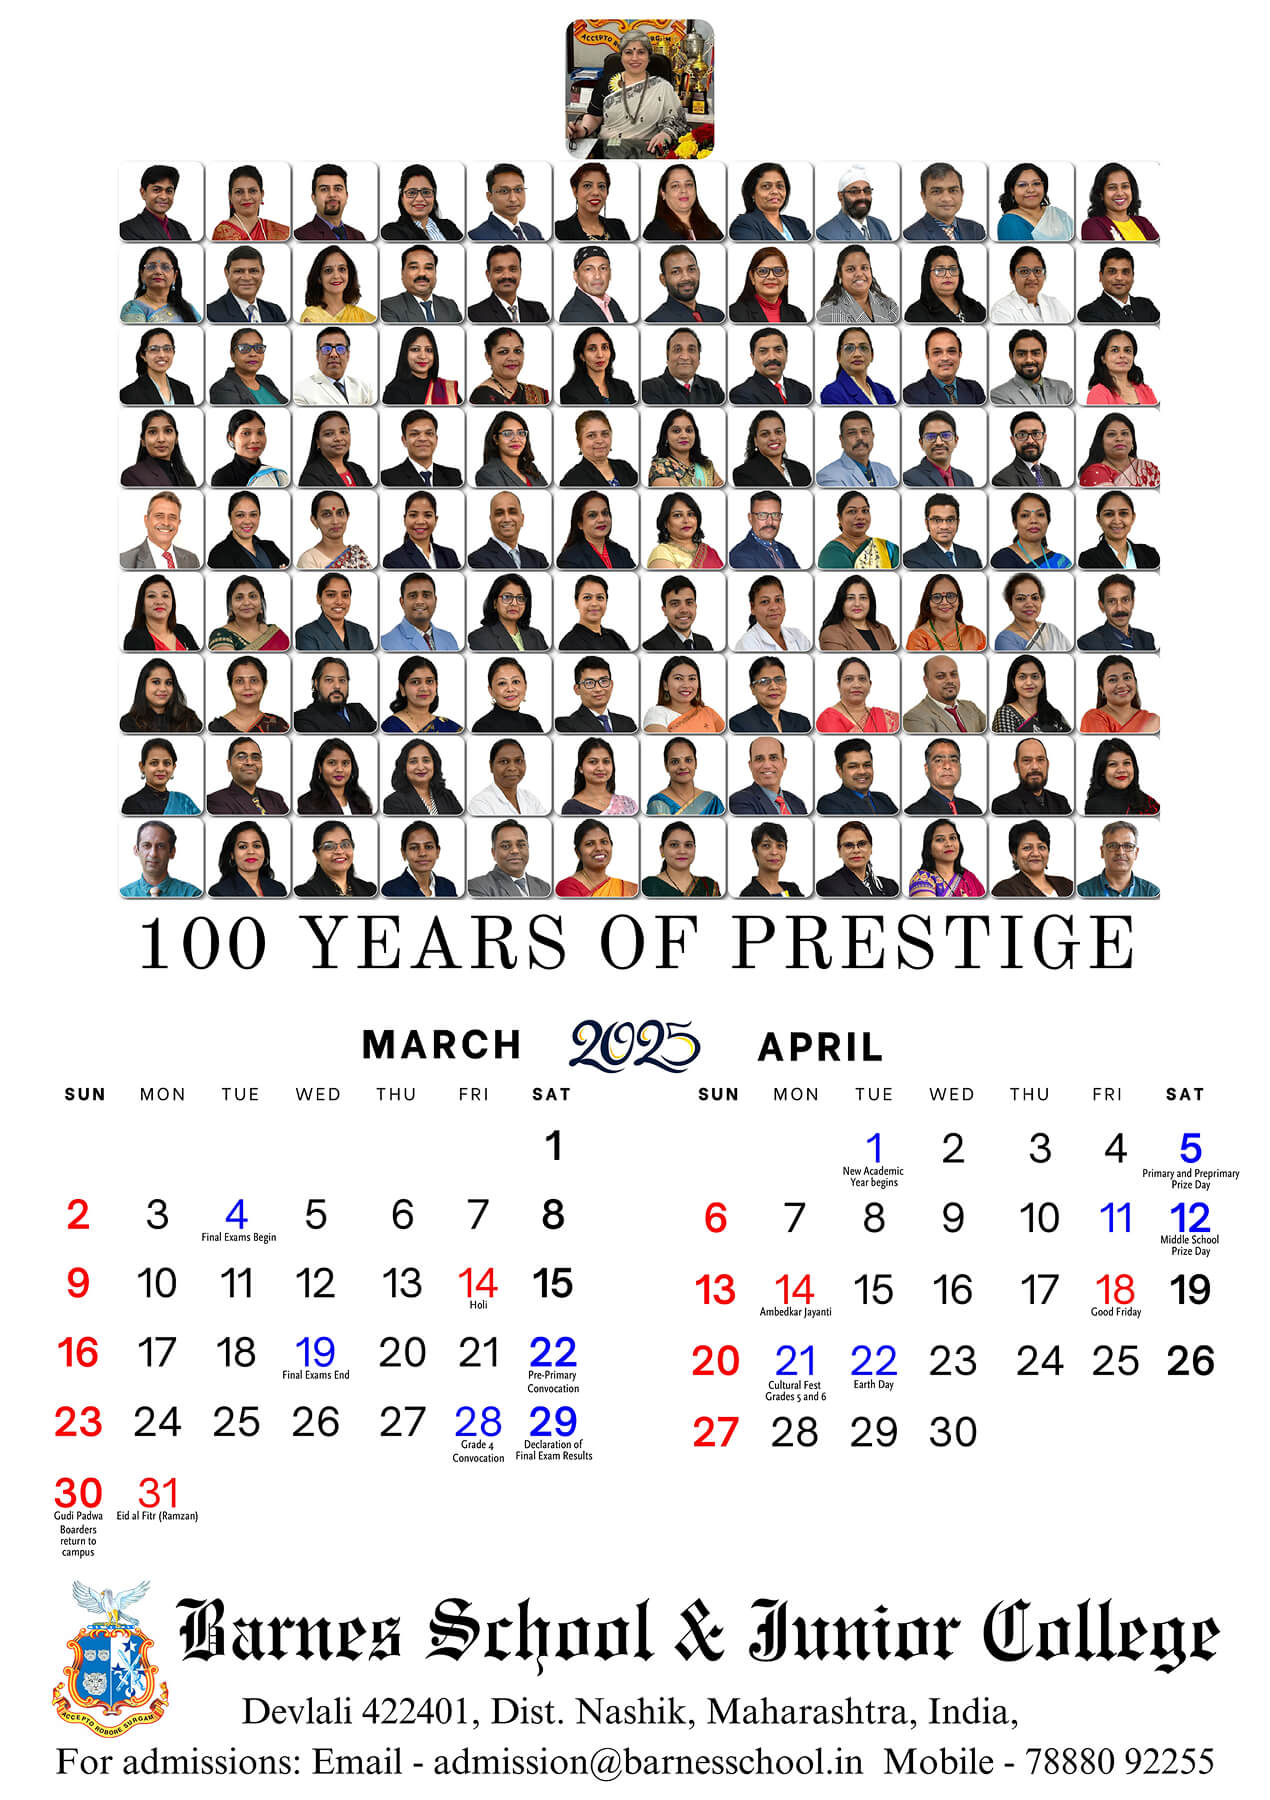 ACCEPTO RO
100 YEARS OF PRESTIGE
MARCH 2025 APRIL
SUN MON TUE WED THU FRI SAT
1
2 3 4 5 6 7 8
Final Exams Begin
9 10 11 12 13 14 15
Holi
16 17 18 19 20 21 22
Final Exams End Pre-Primary
Convocation
23 24 25 26 27 28 29
Grade 4 Declaration of
Convocation Final Exam Results
30 31
Gudi Padwa Eid al Fitr (Ramzan)
Boarders
return to
campus
SUN MON TUE WED THU FRI SAT
1 2 3 4 5
New Academic Primary and Preprimary
Year begins Prize Day
6 7 8 9 10 11 12
Middle School
Prize Day
13 14 15 16 17 18 19
Ambedkar Jayanti Good Friday
20 21 22 23 24 25 26
Cultural Fest Earth Day
Grades 5 and 6
27 28 29 30
Barnes School & Junior College
ACCEPTO ROBORE SURGAM
Devlali 422401, Dist. Nashik, Maharashtra, India,
For admissions: Email - admission@barnesschool.in Mobile - 78880 92255